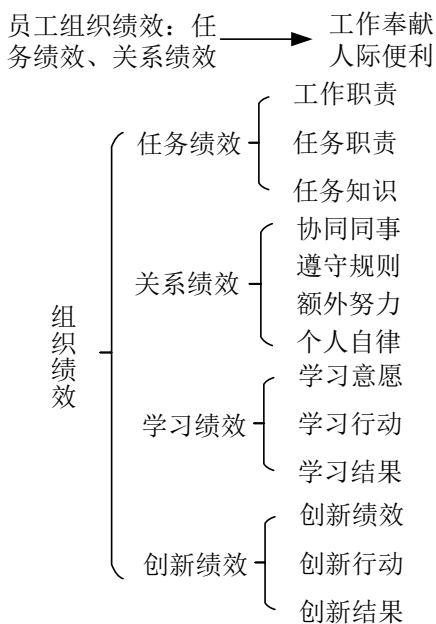 员工组织绩效：任
务绩效、关系绩效
工作奉献
人际便利
组织绩效
任务绩效
工作职责
任务职责
任务知识
关系绩效
协同同事
遵守规则
额外努力
个人自律
学习绩效
学习意愿
学习行动
学习结果
创新绩效
创新绩效
创新行动
创新结果